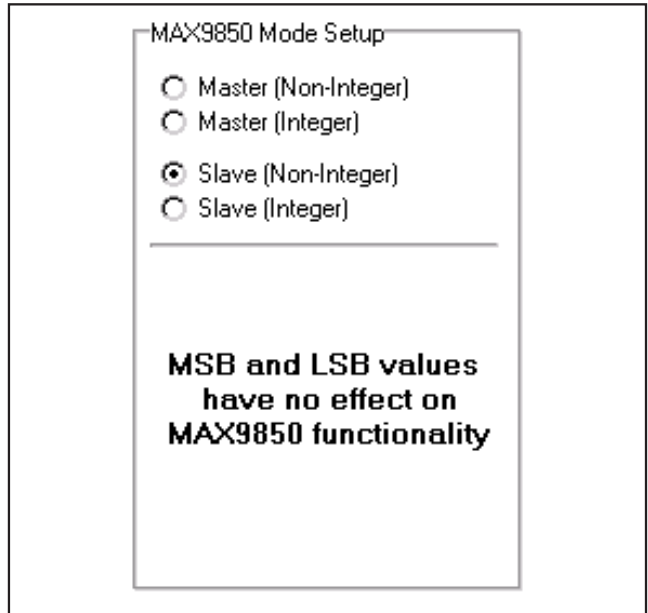 MAX9850 Mode Setup
Master (Non-Integer)
Master (Integer)
Slave (Non-Integer)
Slave (Integer)
MSB and LSB values
have no effect on
MAX9850 functionality